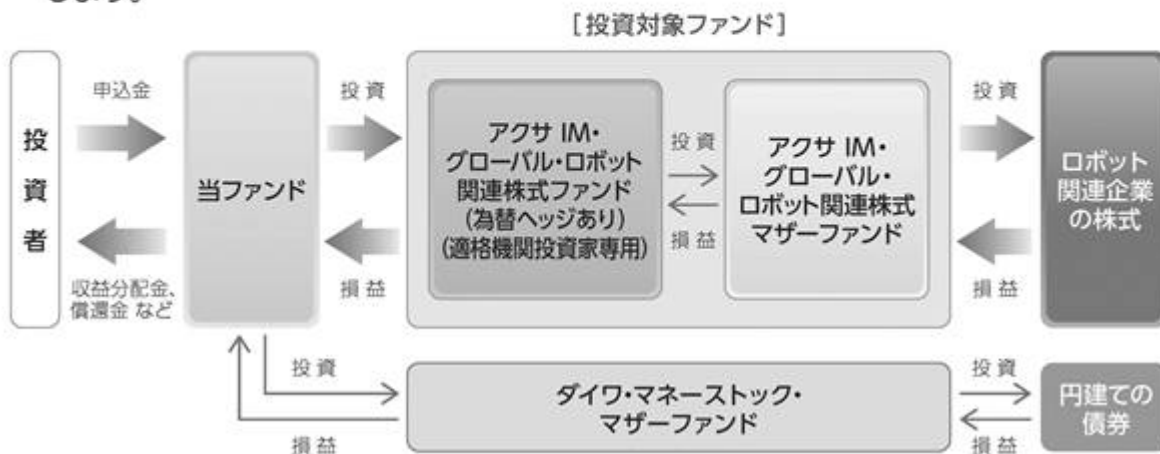 します。
[投資対象ファンド]
投資者
申込金
収益分配金、
償還金 など
当ファンド
投資
損益
アクサ IM・
グローバル・ロボット
関連株式ファンド
(為替ヘッジあり)
(適格機関投資家専用)
投資
損益
アクサ IM・
グローバル・
ロボット関連株式
マザーファンド
投資
損益
ロボット
関連企業
の株式
投資
損益
ダイワ・マネーストック・
マザーファンド
投資
損益
円建ての
債券